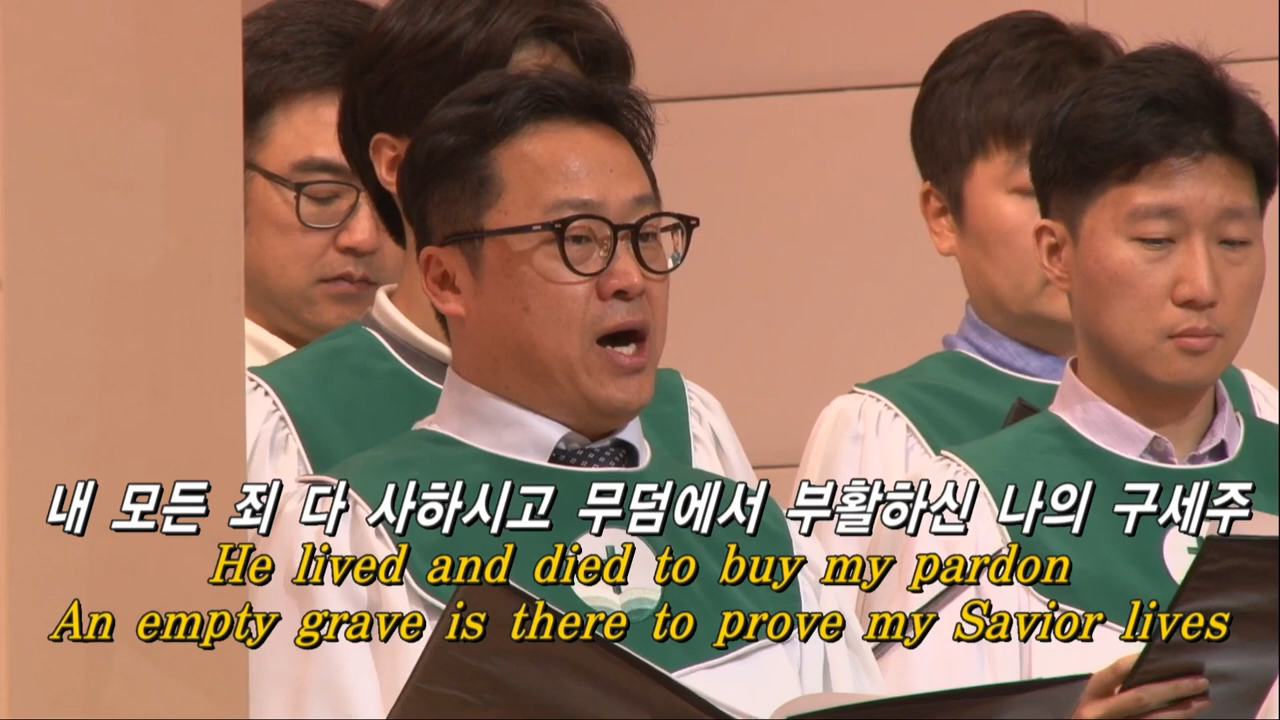 내 모든 죄 다 사하시고 무덤에서 부활하신 나의 구세주
He lived and died to buy my pardon
An empty grave is there to prove my Savior lives